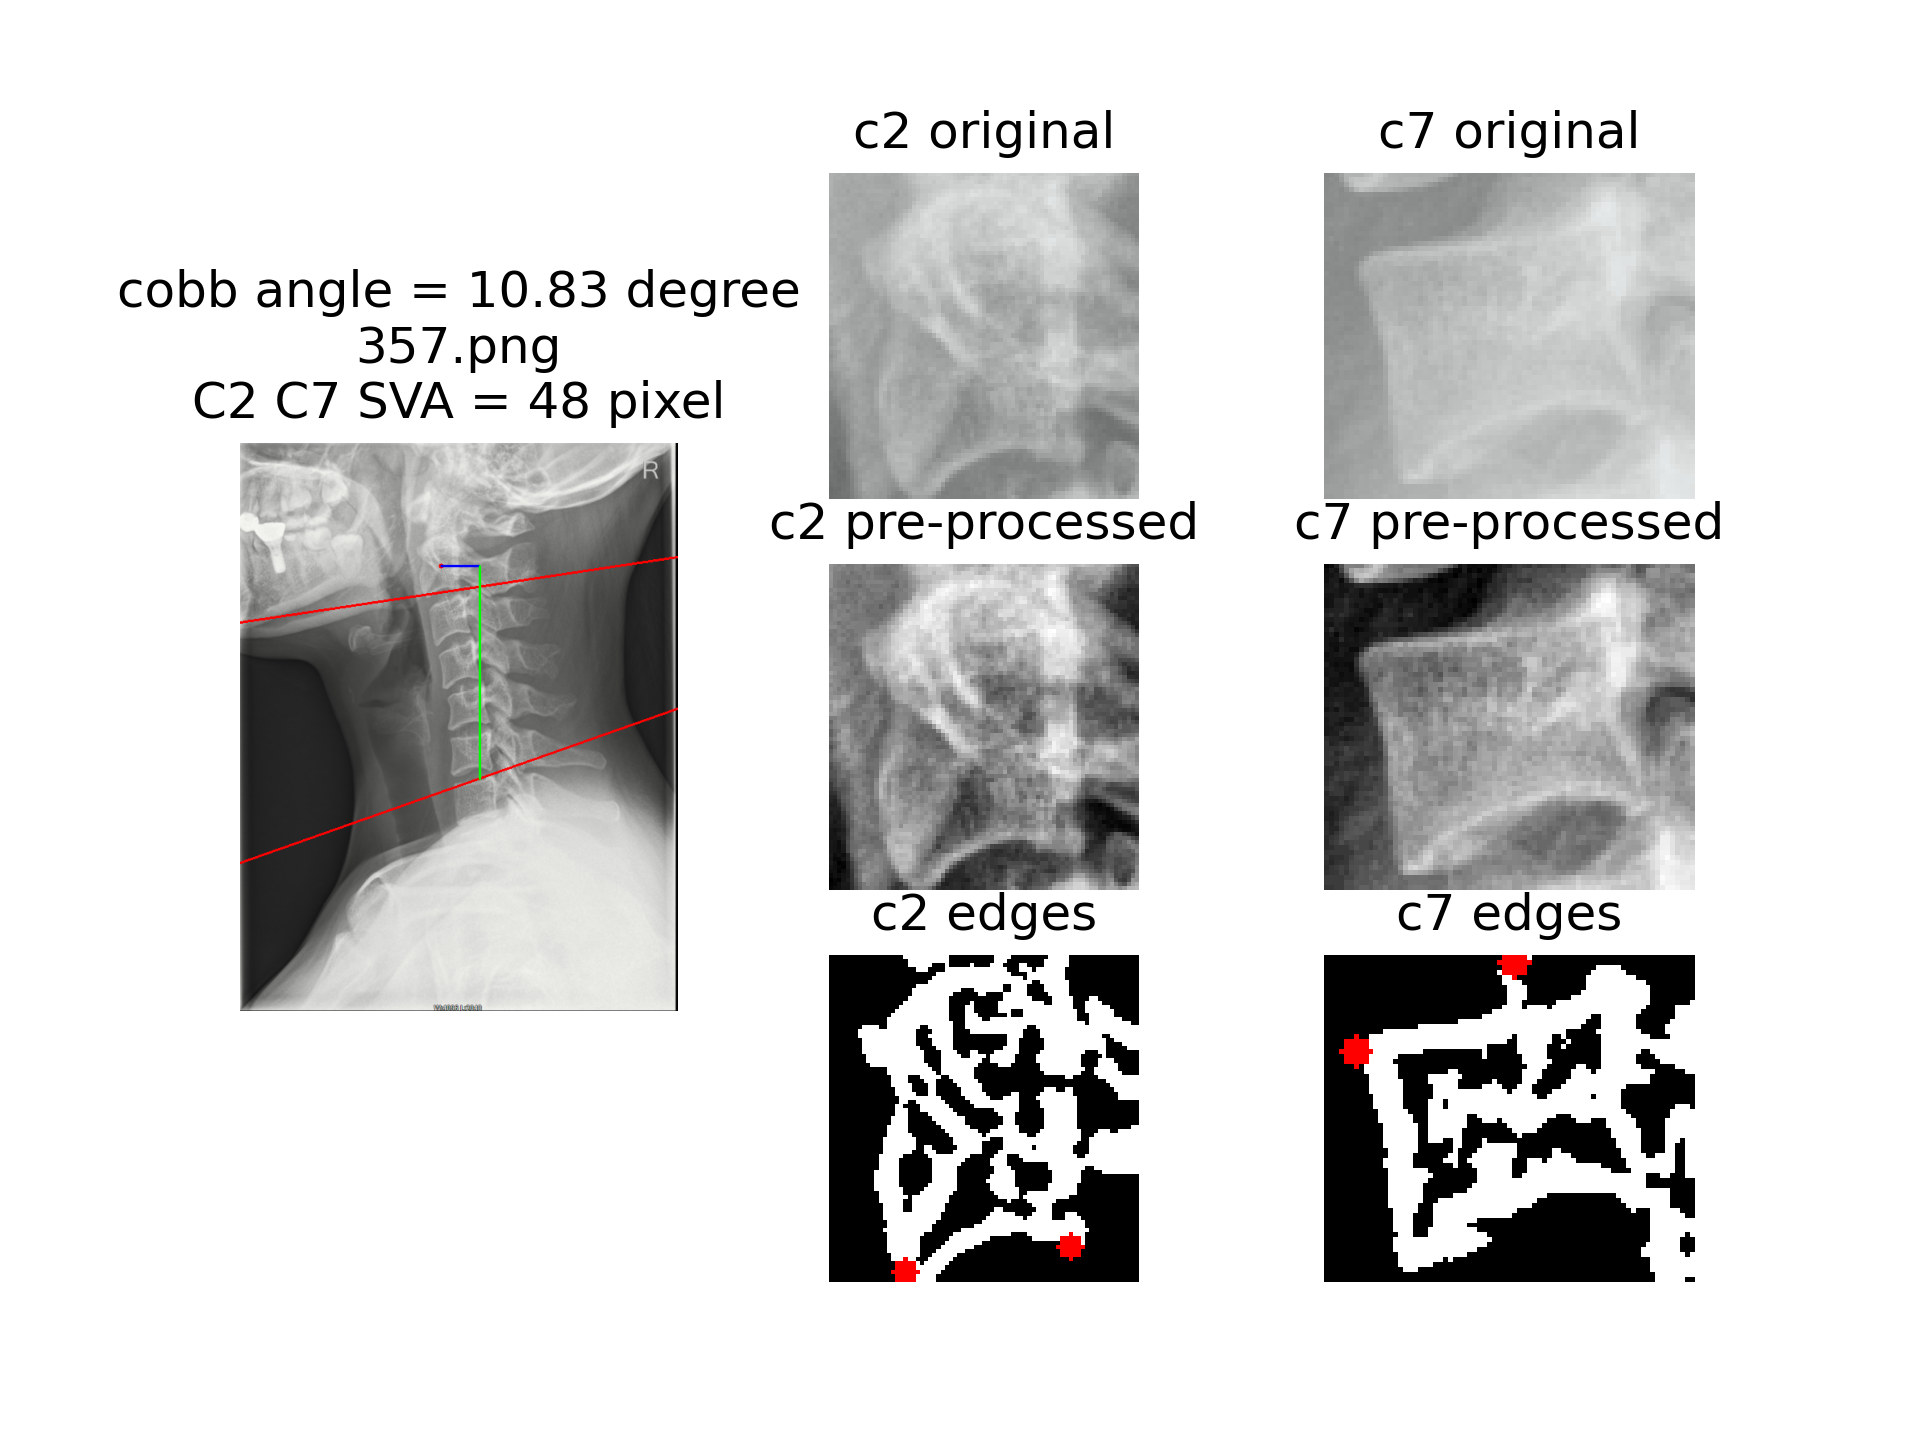 cobb angle = 10.83 degree
357.png
C2 C7 SVA = 48 pixel
R
c2 original
c7 original
c2 pre-processed
c7 pre-processed
c2 edges
c7 edges